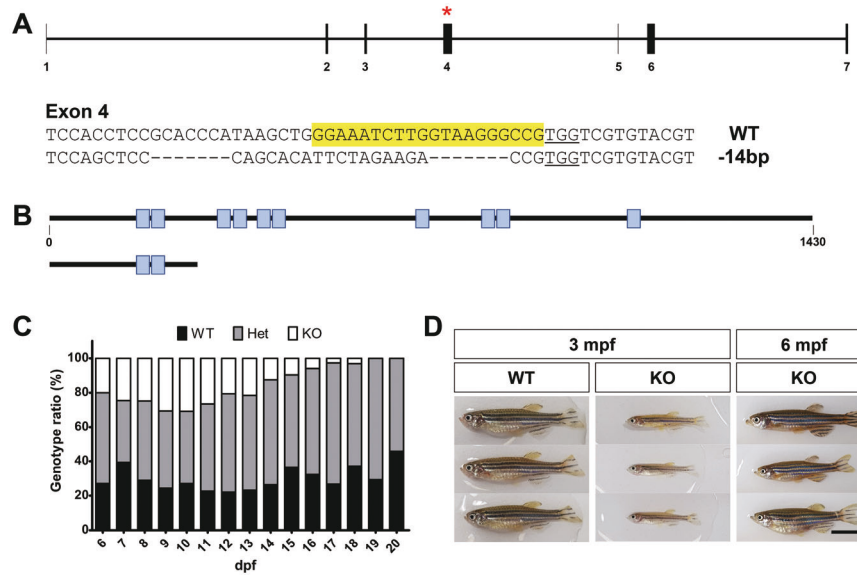 A
*
1 2 3 4 5 6 7
Exon 4
TCCACCTCCGCACCCATAAGCTGGGAAATCTTGGTAAGGGCCGTGGTCGTGTACGT WT
TCCAGCTCC-------CAGCACATTCTAGAAGA-------CCGTGGTCGTGTACGT -14bp
B
0 1430
C
WT Het KO
Genotype ratio (%)
100
80
60
40
20
0
6 7 8 9 10 11 12 13 14 15 16 17 18 19 20
dpf
D
3 mpf 6 mpf
WT KO KO